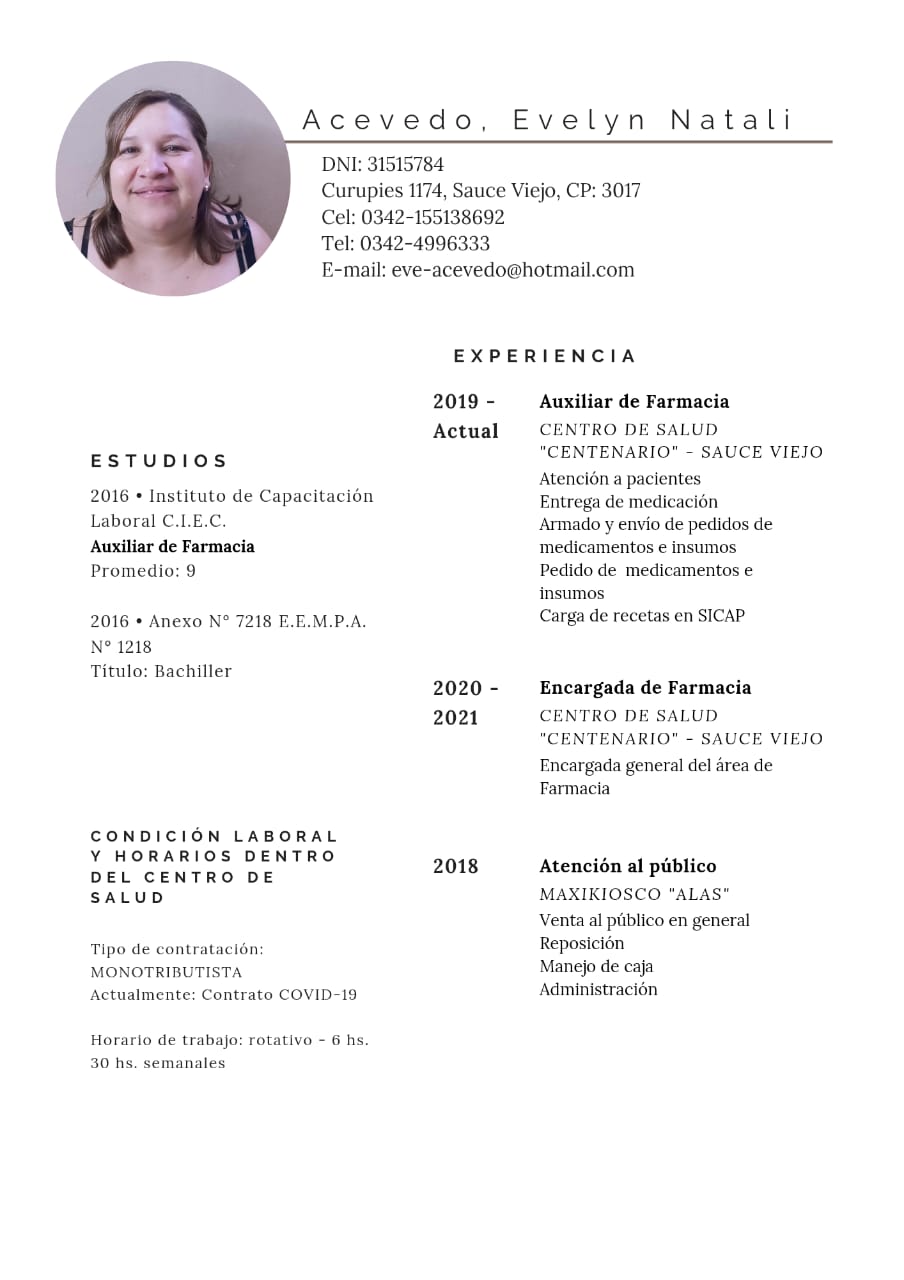 Acevedo, Evelyn Natali
DNI: 31515784
Curupies 1174, Sauce Viejo, CP: 3017
Cel: 0342-155138692
Tel: 0342-4996333
E-mail: eve-acevedo@hotmail.com
ESTUDIOS
2016 • Instituto de Capacitación
Laboral C.I.E.C.
Auxiliar de Farmacia
Promedio: 9
2016 • Anexo N° 7218 E.E.M.P.A.
N° 1218
Título: Bachiller
CONDICIÓN LABORAL
Y HORARIOS DENTRO
DEL CENTRO DE
SALUD
Tipo de contratación:
MONOTRIBUTISTA
Actualmente: Contrato COVID-19
Horario de trabajo: rotativo - 6 hs.
30 hs. semanales
EXPERIENCIA
2019 -
Actual
Auxiliar de Farmacia
CENTRO DE SALUD
"CENTENARIO" - SAUCE VIEJO
Atención a pacientes
Entrega de medicación
Armado y envío de pedidos de
medicamentos e insumos
Pedido de  medicamentos e
insumos
Carga de recetas en SICAP
2020 -
2021
Encargada de Farmacia
CENTRO DE SALUD
"CENTENARIO" - SAUCE VIEJO
Encargada general del área de
Farmacia
2018
Atención al público
MAXIKIOSCO "ALAS"
Venta al público en general
Reposición
Manejo de caja
Administración